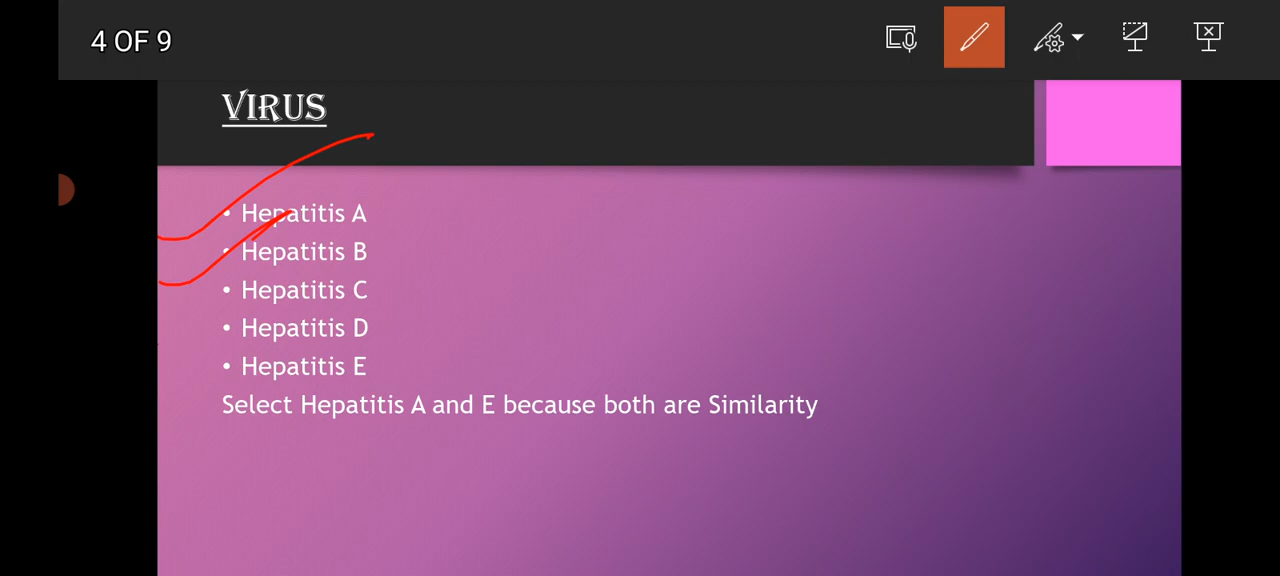 4 OF 9
VIRUS
• Hepatitis A
• Hepatitis B
• Hepatitis C
• Hepatitis D
• Hepatitis E
Select Hepatitis A and E because both are Similarity